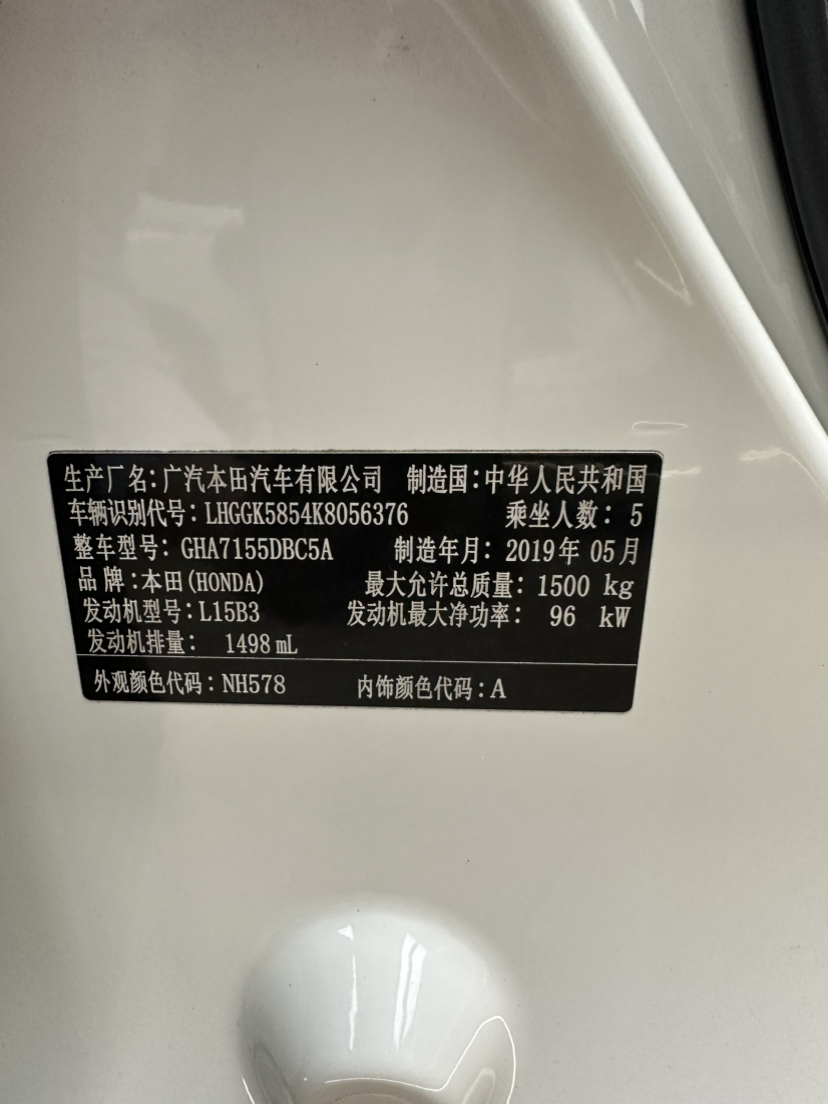 生产厂名:广汽本田汽车有限公司 制造国:中华人民共和国
车辆识别代号:LHGGK5854K8056376 乘坐人数: 5
整车型号: GHA7155DBC5A 制造年月: 2019年 05月
品 牌:本田(HONDA) 最大允许总质量: 1500 kg
发动机型号:L15B3 发动机最大净功率: 96 kW
发动机排量: 1498 mL
外观颜色代码:NH578 内饰颜色代码:A